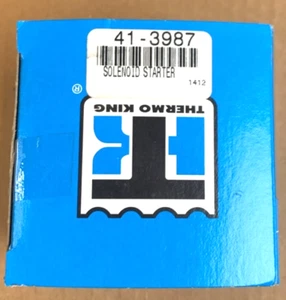 41-3987
SOLENOID STARTER
1412
®
THERMO KING